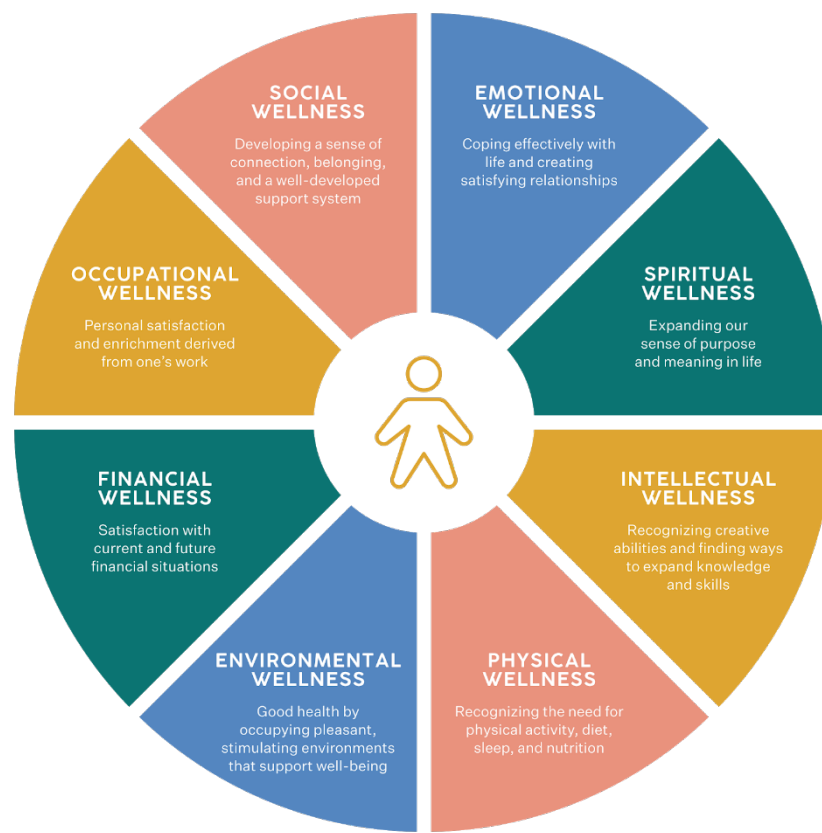 SOCIAL
WELLNESS
Developing a sense of
connection, belonging,
and a well-developed
support system
EMOTIONAL
WELLNESS
Coping effectively with
life and creating
satisfying relationships
SPIRITUAL
WELLNESS
Expanding our
sense of purpose
and meaning in life
INTELLECTUAL
WELLNESS
Recognizing creative
abilities and finding ways
to expand knowledge
and skills
PHYSICAL
WELLNESS
Recognizing the need for
physical activity, diet,
sleep, and nutrition
ENVIRONMENTAL
WELLNESS
Good health by
occupying pleasant,
stimulating environments
that support well-being
FINANCIAL
WELLNESS
Satisfaction with
current and future
financial situations
OCCUPATIONAL
WELLNESS
Personal satisfaction
and enrichment derived
from one's work